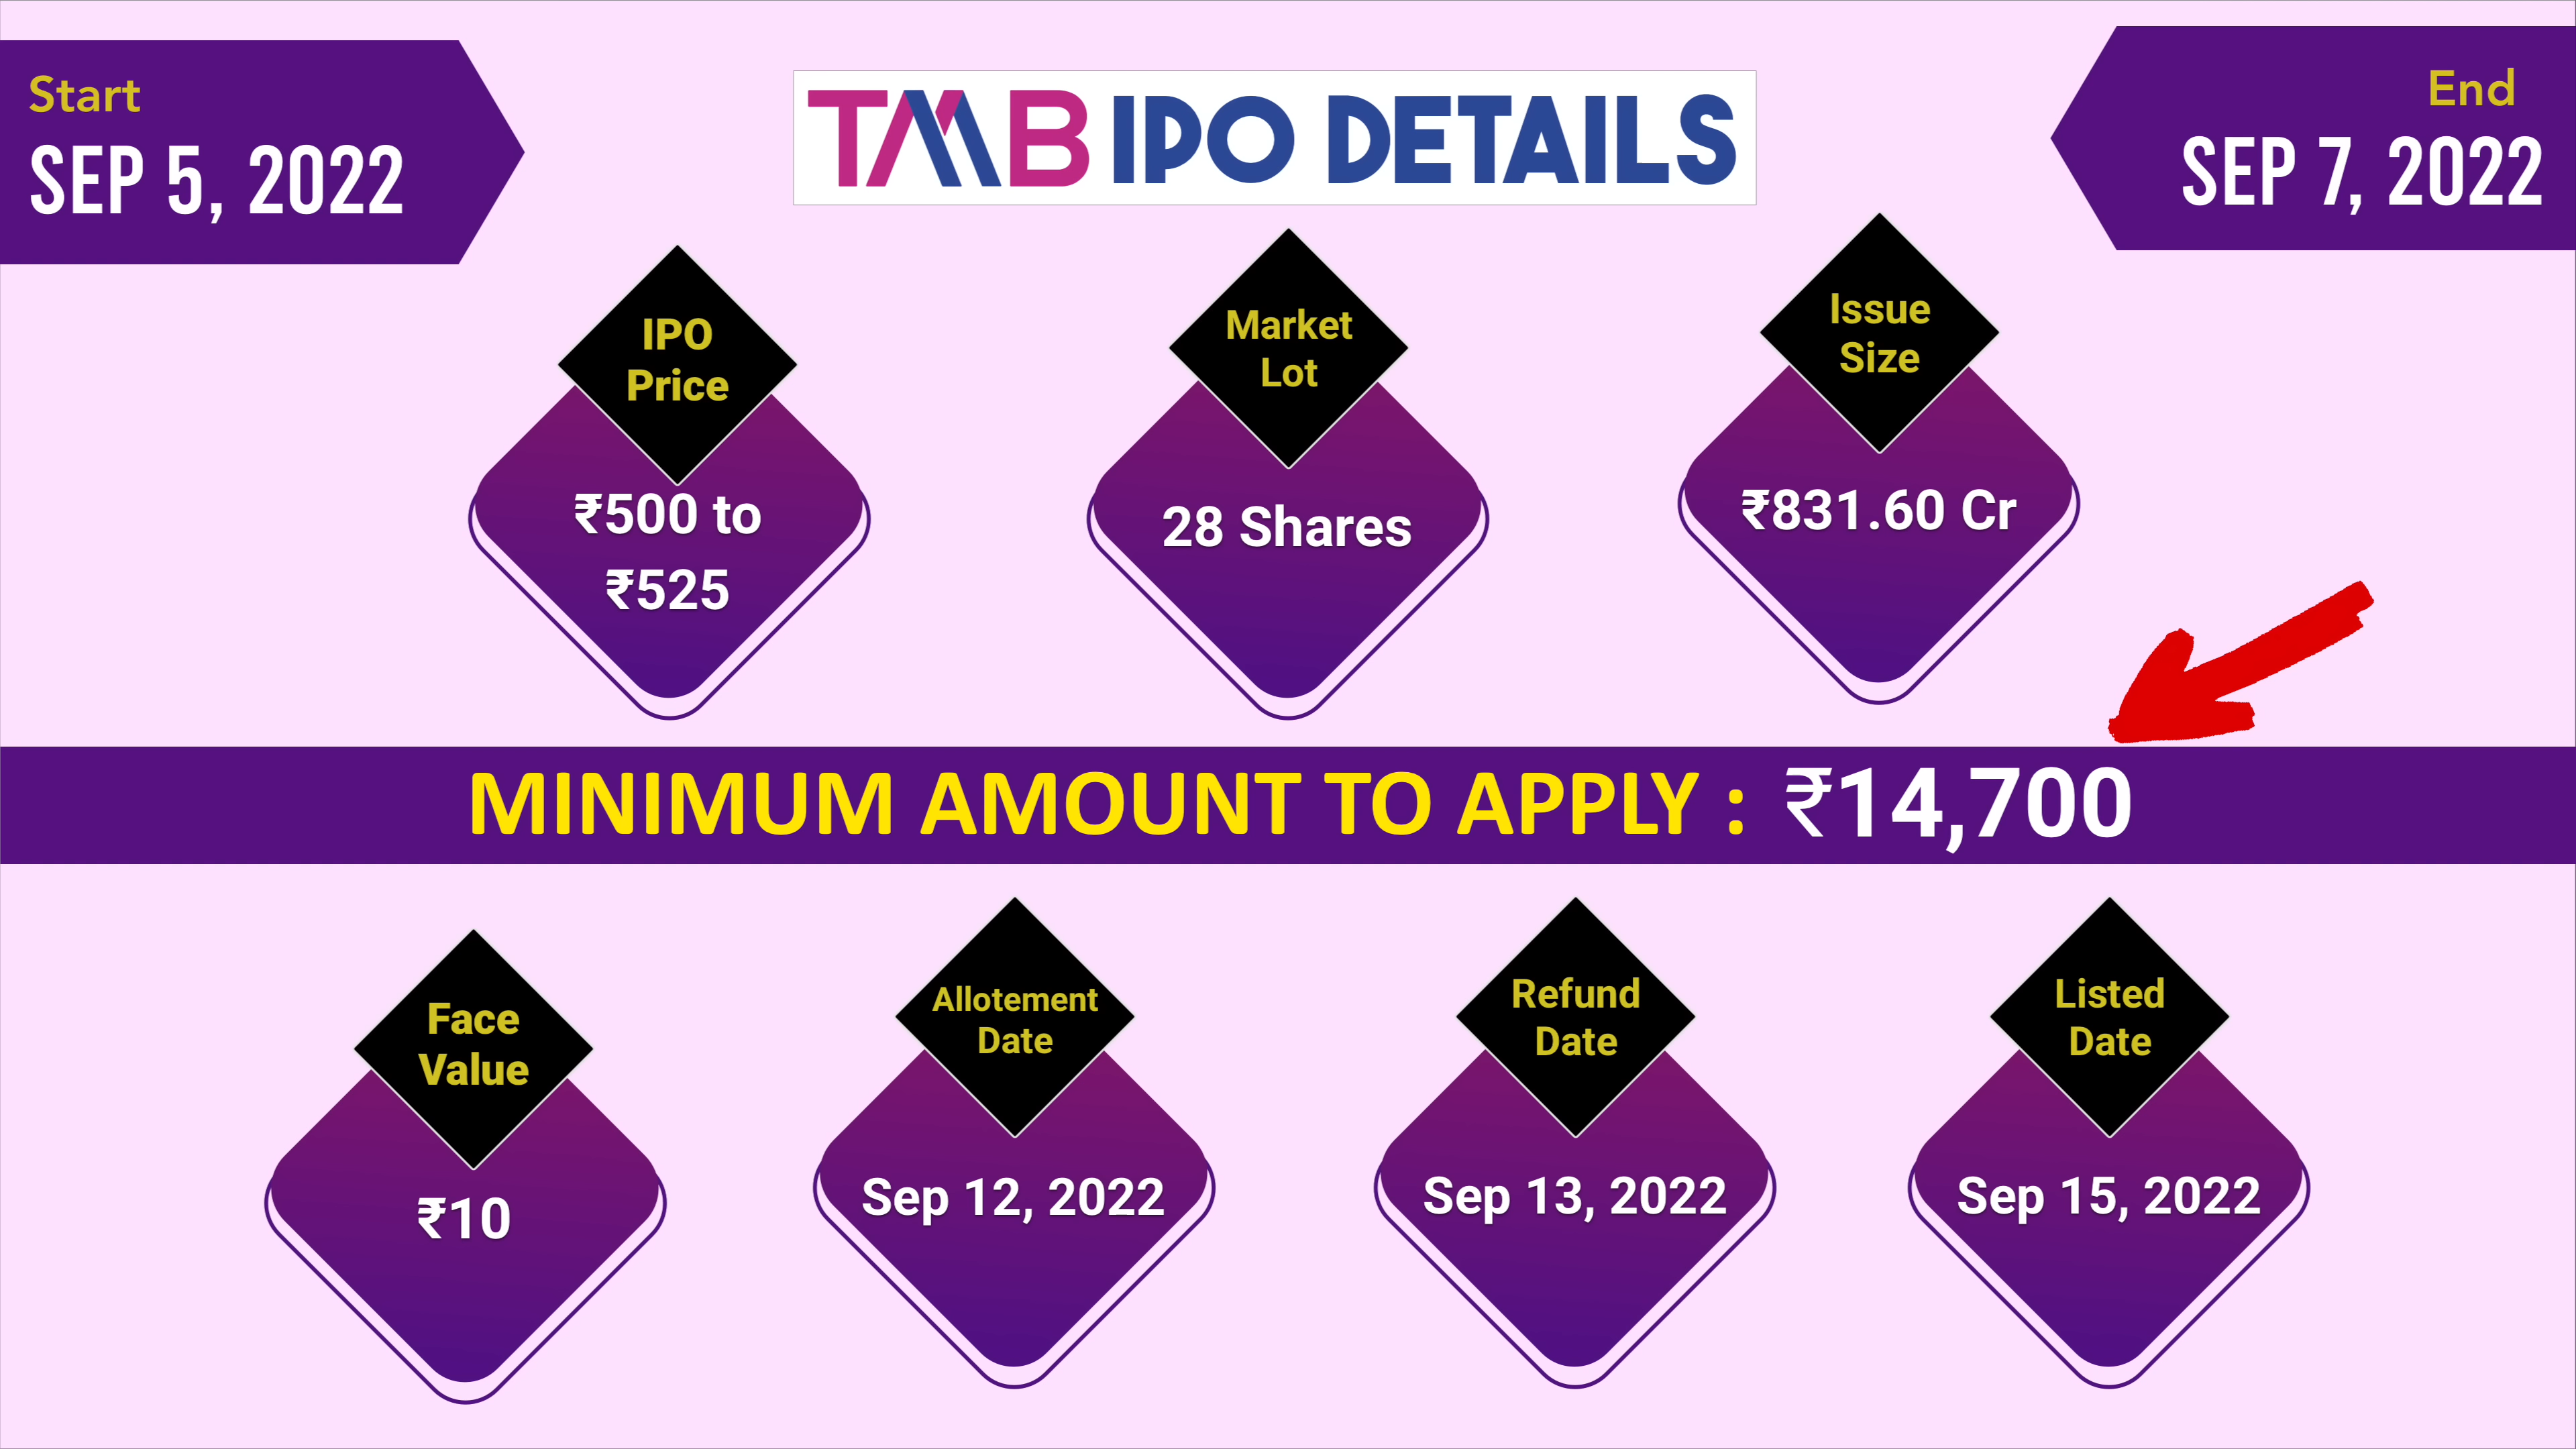 Start
SEP 5, 2022
TMB IPO DETAILS
End
SEP 7, 2022
IPO
Price
₹500 to
₹525
Market
Lot
28 Shares
Issue
Size
₹831.60 Cr
MINIMUM AMOUNT TO APPLY : ₹14,700
Face
Value
₹10
Allotement
Date
Sep 12, 2022
Refund
Date
Sep 13, 2022
Listed
Date
Sep 15, 2022